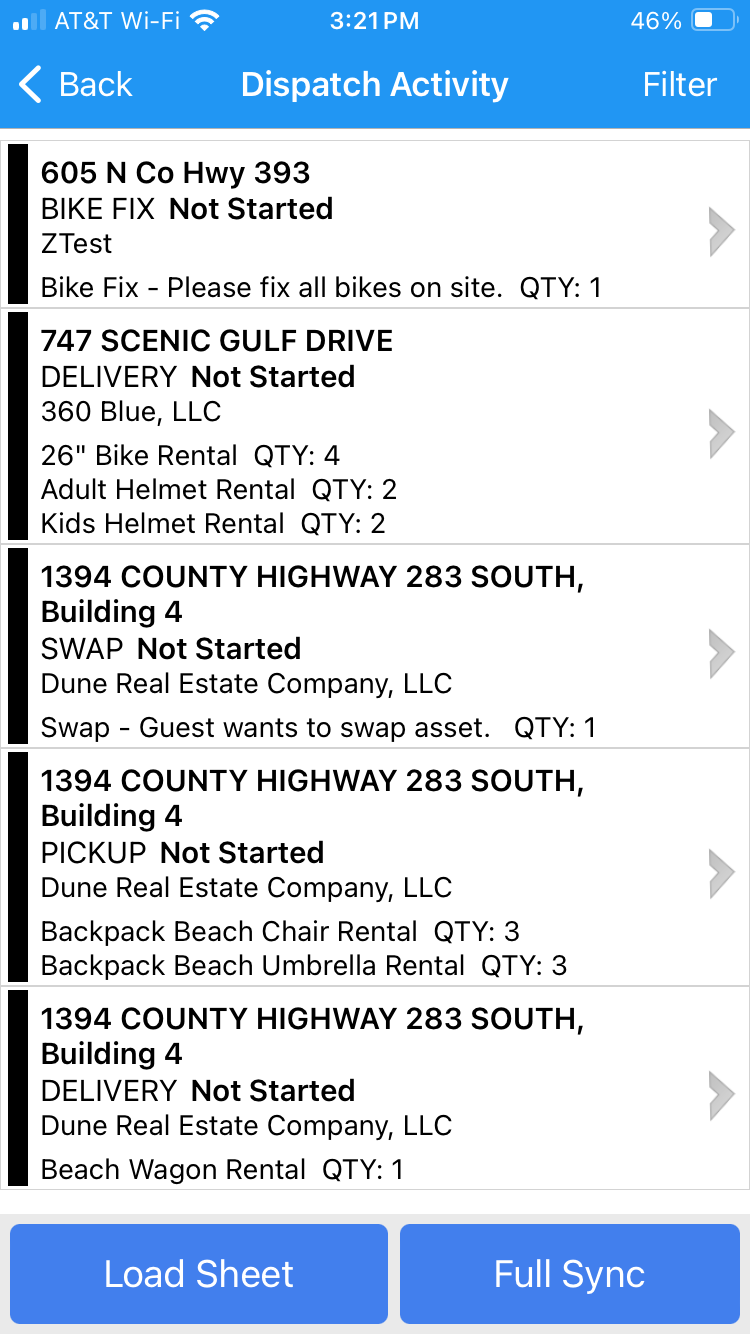 AT&T Wi-Fi 3:21 PM 46%
Back Dispatch Activity Filter
605 N Co Hwy 393
BIKE FIX Not Started
ZTest
Bike Fix - Please fix all bikes on site. QTY: 1
747 SCENIC GULF DRIVE
DELIVERY Not Started
360 Blue, LLC
26" Bike Rental QTY: 4
Adult Helmet Rental QTY: 2
Kids Helmet Rental QTY: 2
1394 COUNTY HIGHWAY 283 SOUTH,
Building 4
SWAP Not Started
Dune Real Estate Company, LLC
Swap - Guest wants to swap asset. QTY: 1
1394 COUNTY HIGHWAY 283 SOUTH,
Building 4
PICKUP Not Started
Dune Real Estate Company, LLC
Backpack Beach Chair Rental QTY: 3
Backpack Beach Umbrella Rental QTY: 3
1394 COUNTY HIGHWAY 283 SOUTH,
Building 4
DELIVERY Not Started
Dune Real Estate Company, LLC
Beach Wagon Rental QTY: 1
Load Sheet Full Sync